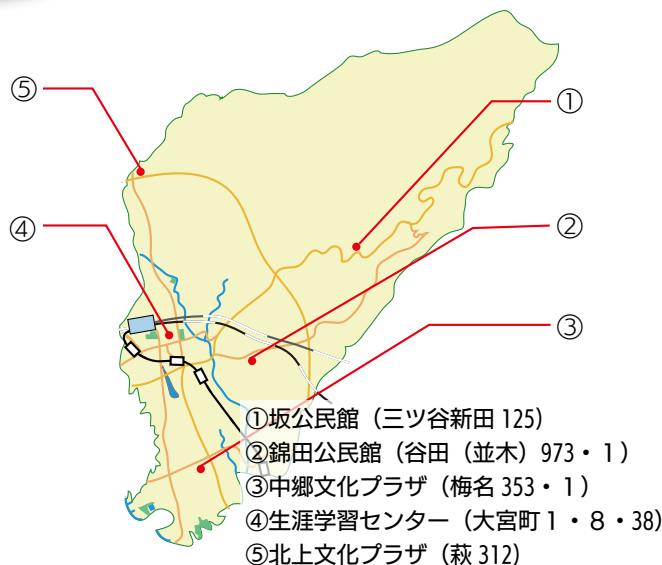 ⑤
①
④
②
③
①坂公民館（三ツ谷新田 125）
②錦田公民館（谷田（並木）973・１）
③中郷文化プラザ（梅名 353・１）
④生涯学習センター（大宮町１・８・38）
⑤北上文化プラザ（萩 312）